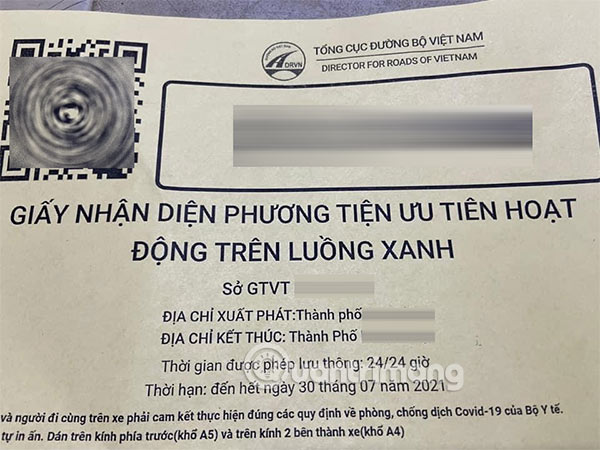 TỔNG CỤC ĐƯỜNG BỘ VIỆT NAM
DRVN
DIRECTOR FOR ROADS OF VIETNAM
GIẤY NHẬN DIỆN PHƯƠNG TIỆN ƯU TIÊN HOẠT
ĐỘNG TRÊN LUỒNG XANH
Sở GTVT
ĐỊA CHỈ XUẤT PHÁT:Thành phố
ĐỊA CHỈ KẾT THÚC: Thành Phố
Thời gian được phép lưu thông: 24/24 giờ
Quantrimang
Thời hạn: đến hết ngày 30 tháng 07 năm 2021
và người đi cùng trên xe phải cam kết thực hiện đúng các quy định về phòng, chống dịch Covid-19 của Bộ Y tế.
tự in ấn. Dán trên kính phía trước(khổ A5) và trên kính 2 bên thành xe(khổ A4)